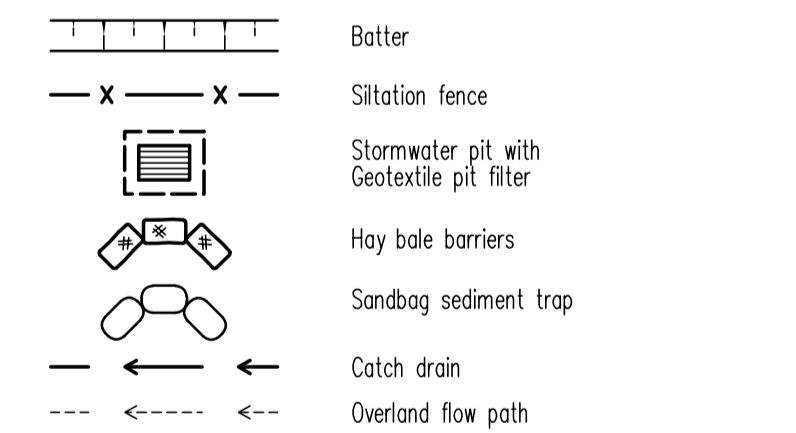 Batter
X X
Siltation fence
Stormwater pit with
Geotextile pit filter
Hay bale barriers
Sandbag sediment trap
Catch drain
Overland flow path